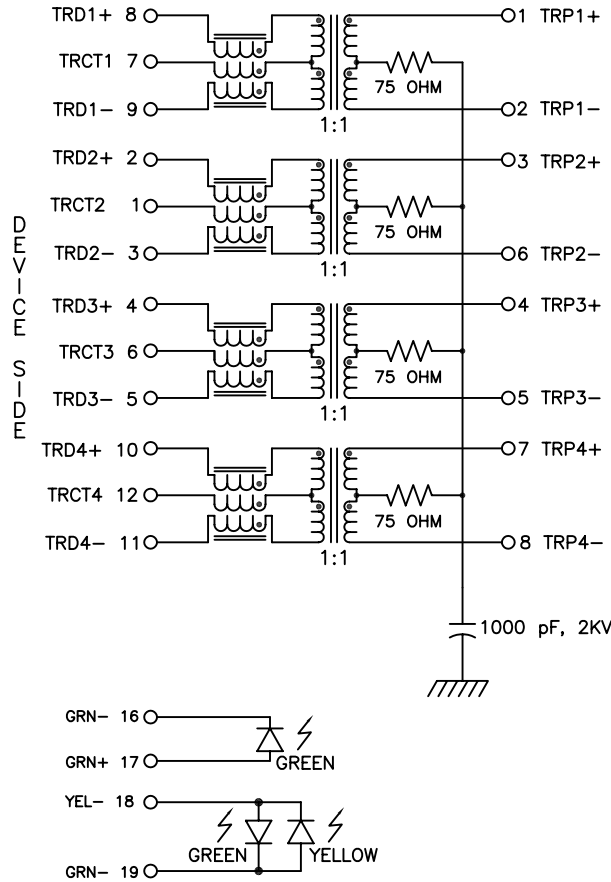 TRD1+ 8 1 TRP1+
TRCT1 7
75 OHM
TRD1- 9 2 TRP1-
1:1
TRD2+ 2 3 TRP2+
TRCT2 1
75 OHM
TRD2- 3 6 TRP2-
1:1
DEVICE SIDE
TRD3+ 4 4 TRP3+
TRCT3 6
75 OHM
TRD3- 5 5 TRP3-
1:1
TRD4+ 10 7 TRP4+
TRCT4 12
75 OHM
TRD4- 11 8 TRP4-
1:1
1000 pF, 2KV
GRN- 16
GRN+ 17
GREEN
YEL- 18
GREEN YELLOW
GRN- 19